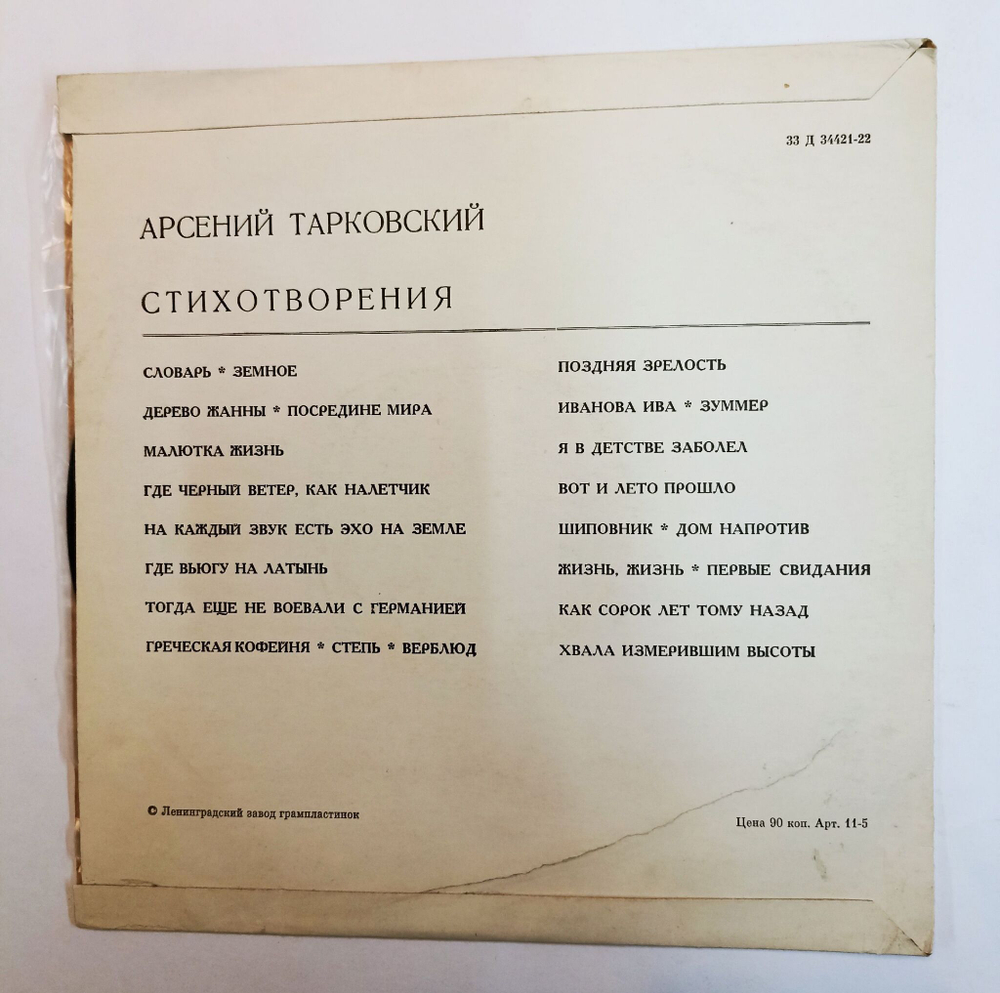 33 Д 34421-22
АРСЕНИЙ ТАРКОВСКИЙ
СТИХОТВОРЕНИЯ
СЛОВАРЬ * ЗЕМНОЕ
ДЕРЕВО ЖАННЫ * ПОСРЕДИНЕ МИРА
МАЛЮТКА ЖИЗНЬ
ГДЕ ЧЕРНЫЙ ВЕТЕР, КАК НАЛЕТЧИК
НА КАЖДЫЙ ЗВУК ЕСТЬ ЭХО НА ЗЕМЛЕ
ГДЕ ВЬЮГУ НА ЛАТЫНЬ
ТОГДА ЕЩЕ НЕ ВОЕВАЛИ С ГЕРМАНИЕЙ
ГРЕЧЕСКАЯ КОФЕЙНЯ * СТЕПЬ * ВЕРБЛЮД
ПОЗДНЯЯ ЗРЕЛОСТЬ
ИВАНОВА ИВА * ЗУММЕР
Я В ДЕТСТВЕ ЗАБОЛЕЛ
ВОТ И ЛЕТО ПРОШЛО
ШИПОВНИК * ДОМ НАПРОТИВ
ЖИЗНЬ, ЖИЗНЬ * ПЕРВЫЕ СВИДАНИЯ
КАК СОРОК ЛЕТ ТОМУ НАЗАД
ХВАЛА ИЗМЕРИВШИМ ВЫСОТЫ
© Ленинградский завод грампластинок
Цена 90 коп. Арт. 11-5